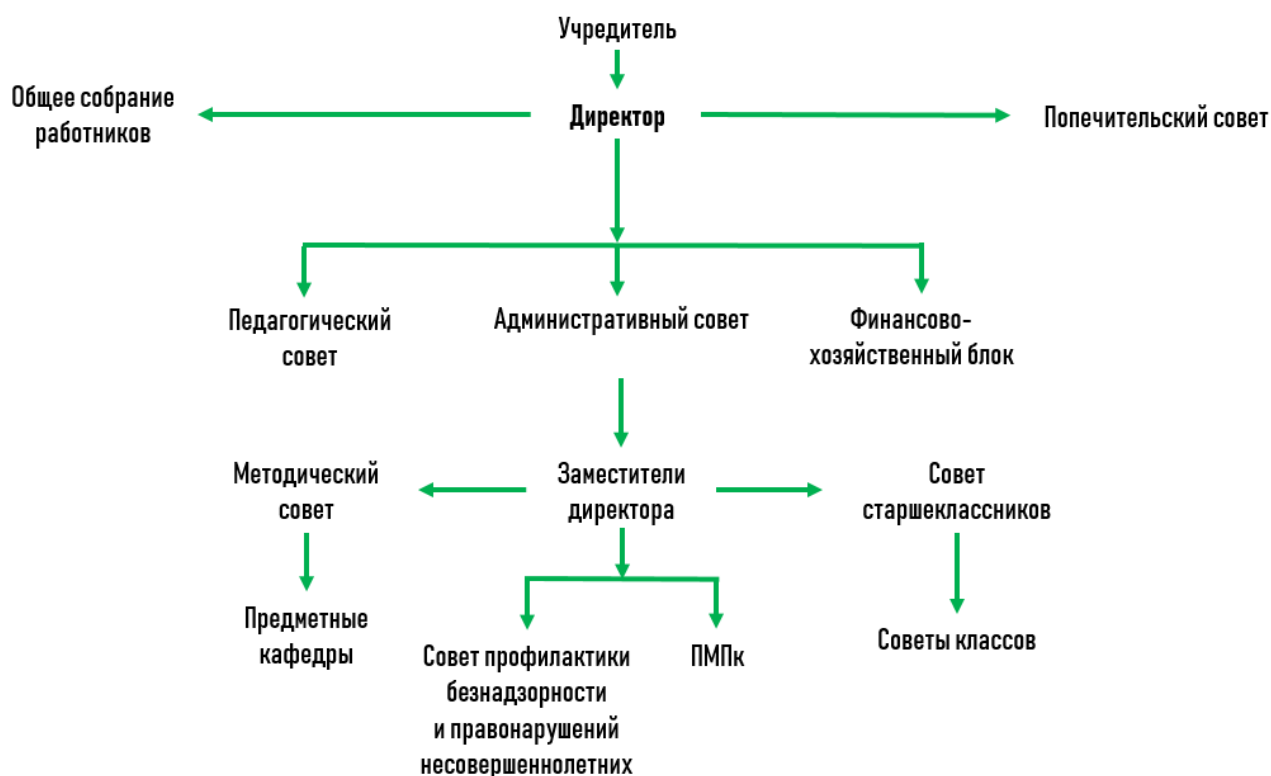 Учредитель
Общее собрание
работников
Директор
Попечительский совет
Педагогический
совет
Административный совет
Финансово-
хозяйственный блок
Методический
совет
Заместители
директора
Совет
старшеклассников
Предметные
кафедры
Совет профилактики
безнадзорности
и правонарушений
несовершеннолетних
ПМПк
Советы классов